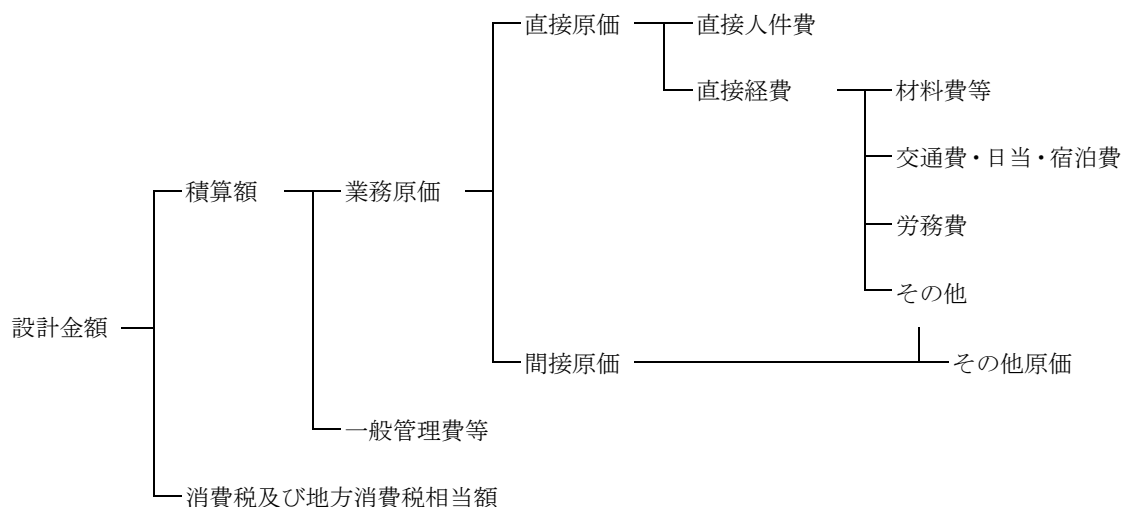 直接原価
直接人件費
直接経費
材料費等
交通費・日当・宿泊費
積算額
業務原価
労務費
その他
設計金額
間接原価
その他原価
一般管理費等
消費税及び地方消費税相当額